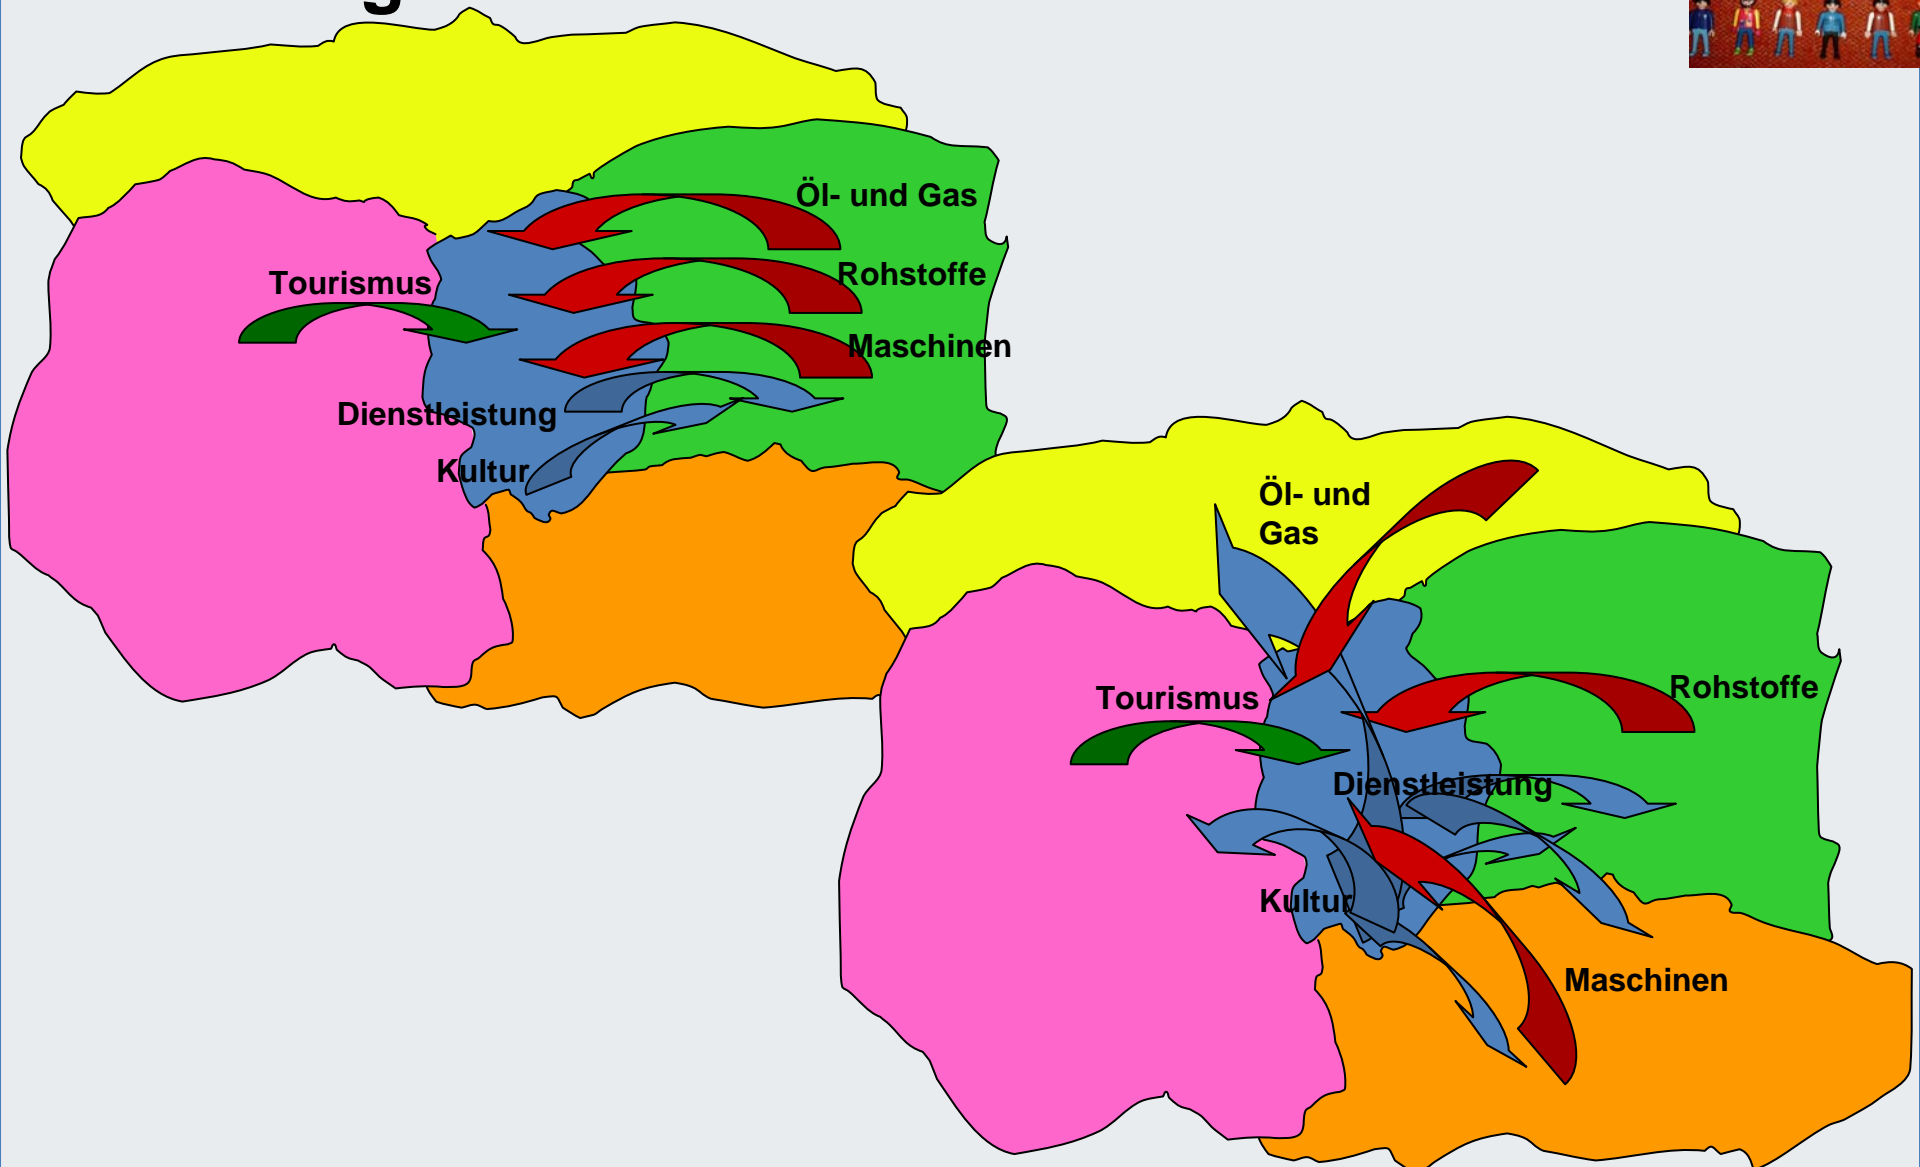 Öl- und Gas
Rohstoffe
Tourismus
Maschinen
Dienstleistung
Kultur
Öl- und
Gas
Rohstoffe
Tourismus
Dienstleistung
Kultur
Maschinen